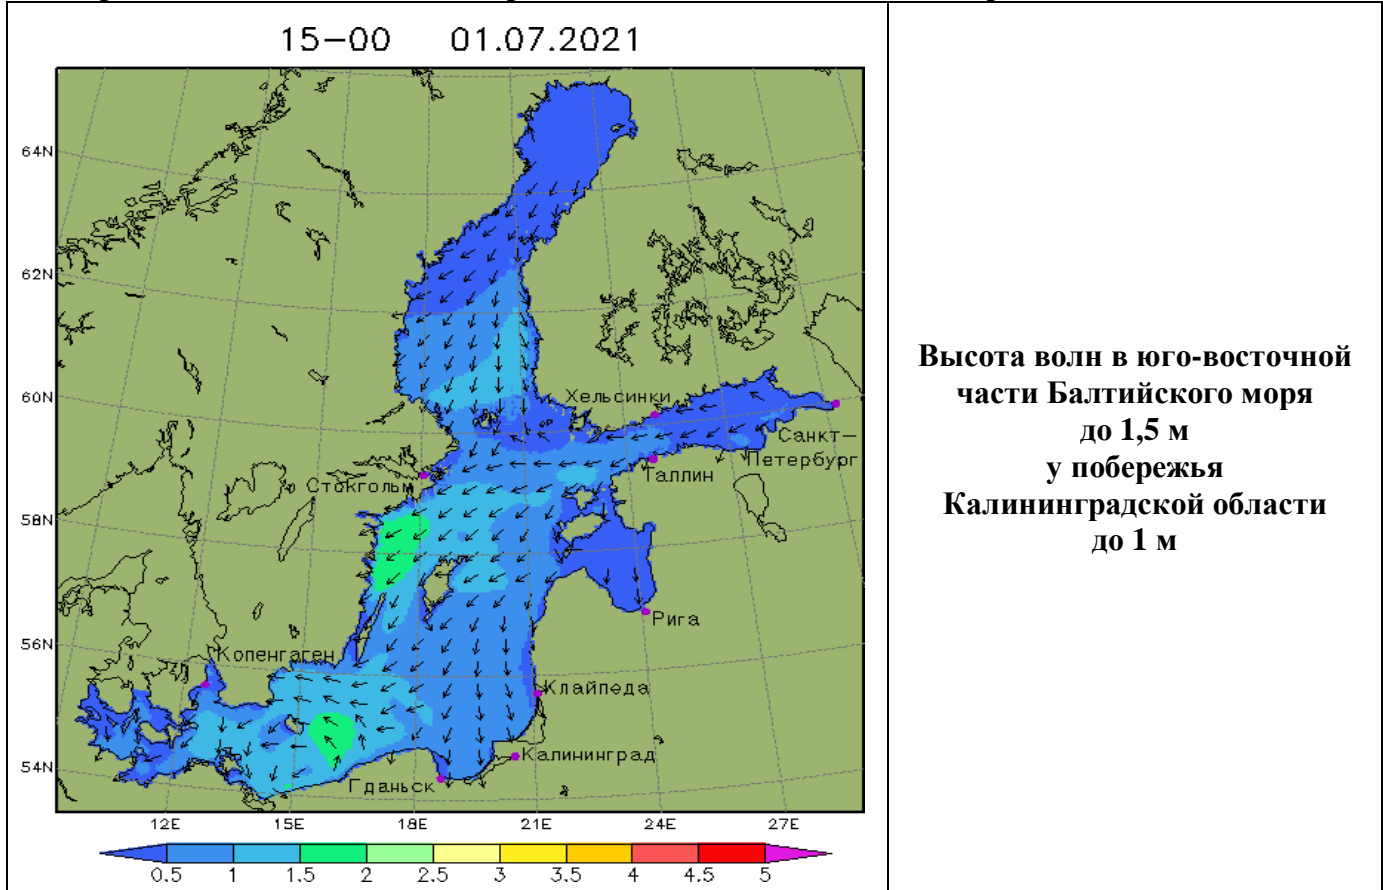 15-00 01.07.2021
64N
62N
60N
58N
56N
54N
Хельсинки
Санкт-
Петербург
Таллин
Стокгольм
Рига
Копенгаген
Клайпеда
Калининград
Гданьск
12E 15E 18E 21E 24E 27E
0.5 1 1.5 2 2.5 3 3.5 4 4.5 5
Высота волн в юго-восточной
части Балтийского моря
до 1,5 м
у побережья
Калининградской области
до 1 м